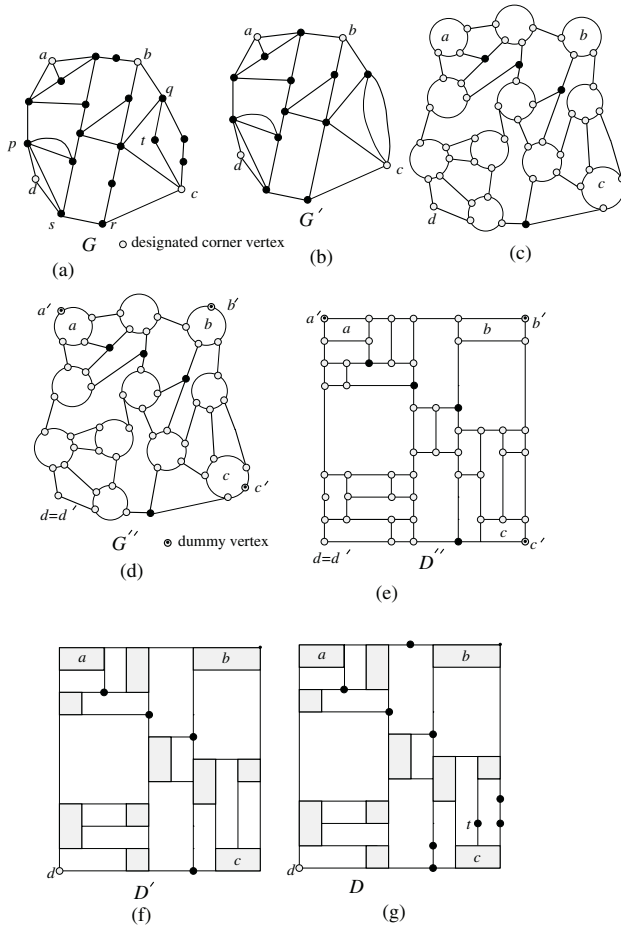 a
b
q
p
t
d
c
s
r
G
○ designated corner vertex
(a)
a
b
c
d
G′
(b)
a
b
c
d
(c)
a′
a
b′
b
c
c′
d=d′
G′′
dummy vertex
(d)
a′
a
b
b′
c
c′
d=d′
D′′
(e)
a
b
c
d
D′
(f)
a
b
t
c
d
D
(g)